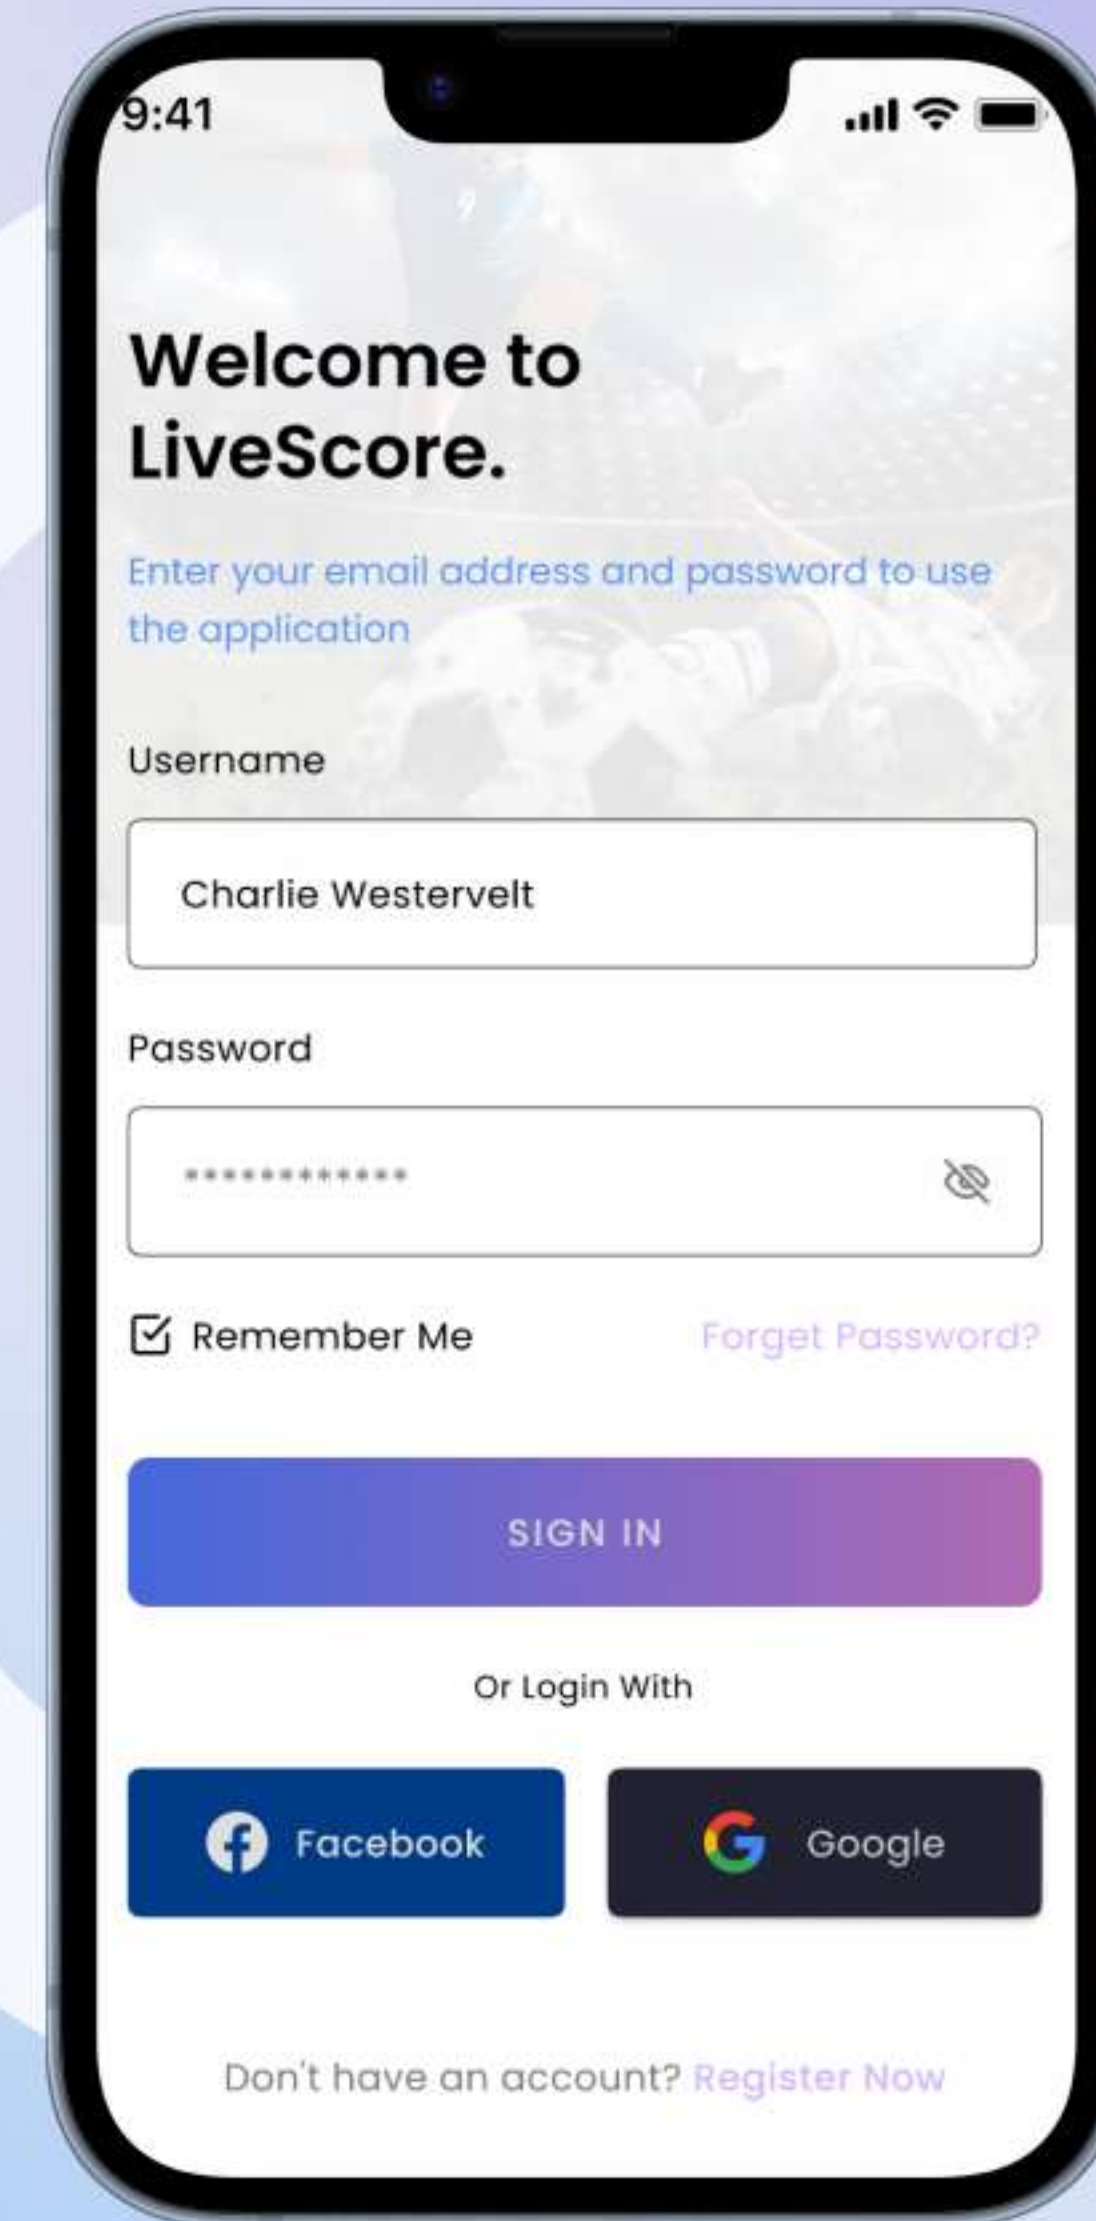 9:41
9
Welcome to
LiveScore.
Enter your email address and password to use
the application
Username
Charlie Westervelt
Password
************
Remember Me
Forget Password?
SIGN IN
Or Login With
Facebook
Google
Don't have an account? Register Now